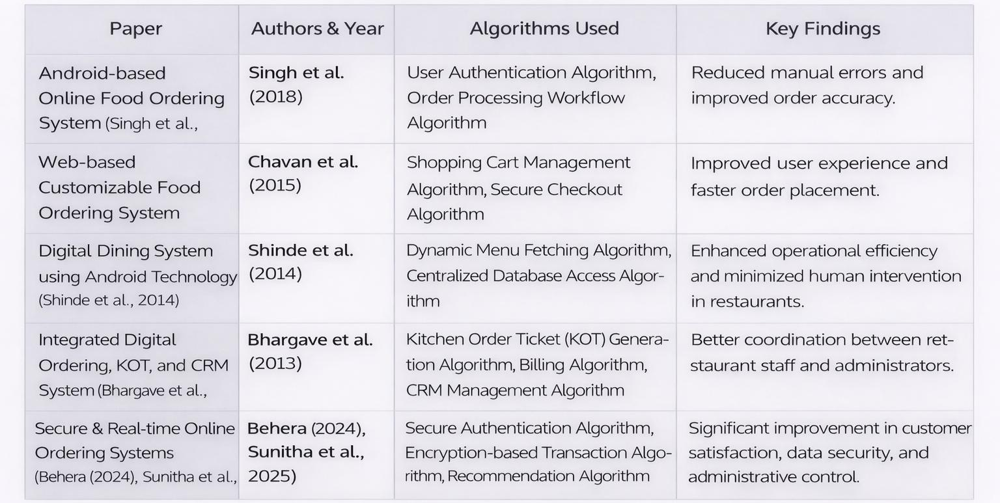 Paper Authors & Year Algorithms Used Key Findings
Android-based
Online Food Ordering
System (Singh et al.,
Singh et al.
(2018)
User Authentication Algorithm,
Order Processing Workflow
Algorithm
Reduced manual errors and
improved order accuracy.
Web-based
Customizable Food
Ordering System
Chavan et al.
(2015)
Shopping Cart Management
Algorithm, Secure Checkout
Algorithm
Improved user experience and
faster order placement.
Digital Dining System
using Android Technology
(Shinde et al., 2014)
Shinde et al.
(2014)
Dynamic Menu Fetching Algorithm,
Centralized Database Access Algor-
ithm
Enhanced operational efficiency
and minimized human intervention
in restaurants.
Integrated Digital
Ordering, KOT, and CRM
System (Bhargave et al.,
Bhargave et al.
(2013)
Kitchen Order Ticket (KOT) Genera-
tion Algorithm, Billing Algorithm,
CRM Management Algorithm
Better coordination between ret-
staurant staff and administrators.
Secure & Real-time Online
Ordering Systems
(Behera (2024), Sunitha et al.,
Behera (2024),
Sunitha et al.,
2025)
Secure Authentication Algorithm,
Encryption-based Transaction Algo-
rithm, Recommendation Algorithm
Significant improvement in customer
satisfaction, data security, and
administrative control.